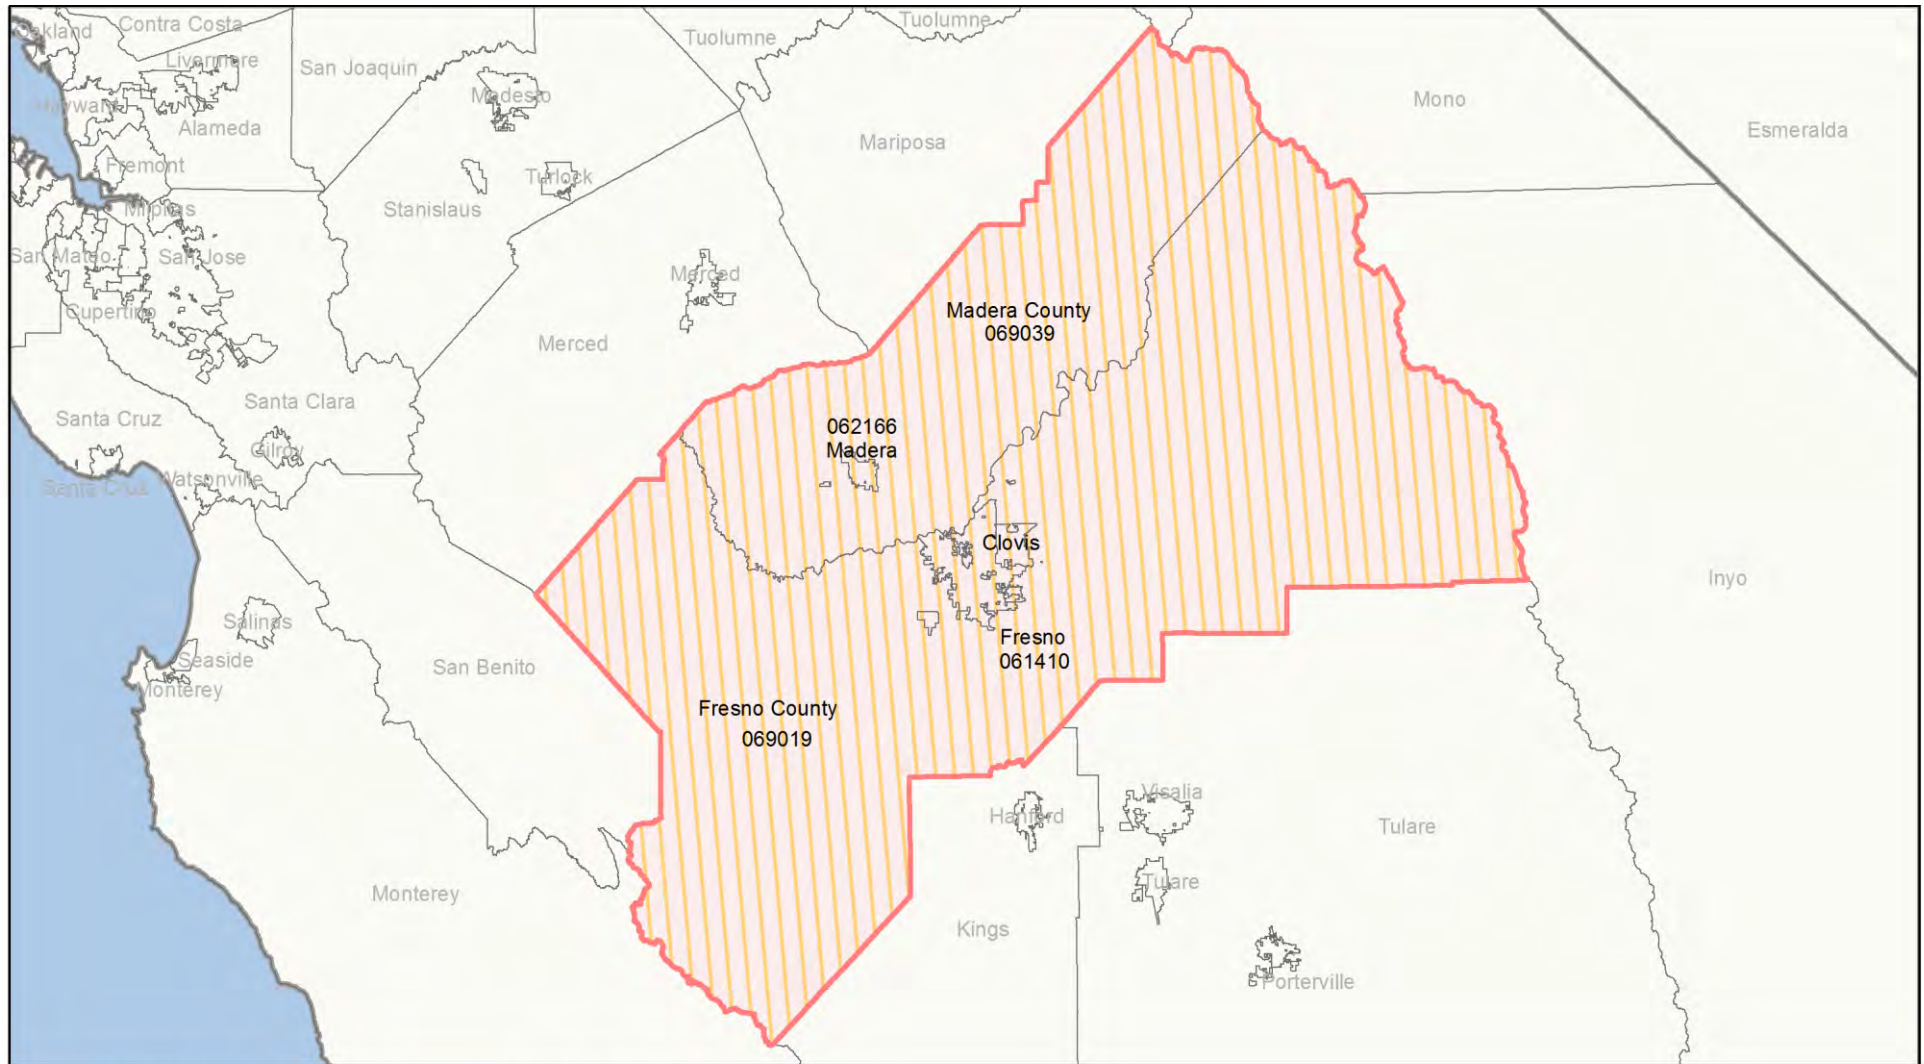 Contra Costa
Tuolumne
Oakland
Tuolumne
Livermore
San Joaquin
Modesto
Mono
Hayward
Alameda
Esmeralda
Mariposa
Fremont
Turlock
Stanislaus
Milpitas
San Mateo
San Jose
Merced
Cupertino
Madera County
069039
Merced
Santa Clara
Santa Cruz
062166
Madera
Gilroy
Watsonville
Santa Cruz
Clovis
Inyo
Salinas
Fresno
061410
Seaside
San Benito
Monterey
Fresno County
069019
Visalia
Hanford
Tulare
Tulare
Monterey
Kings
Porterville